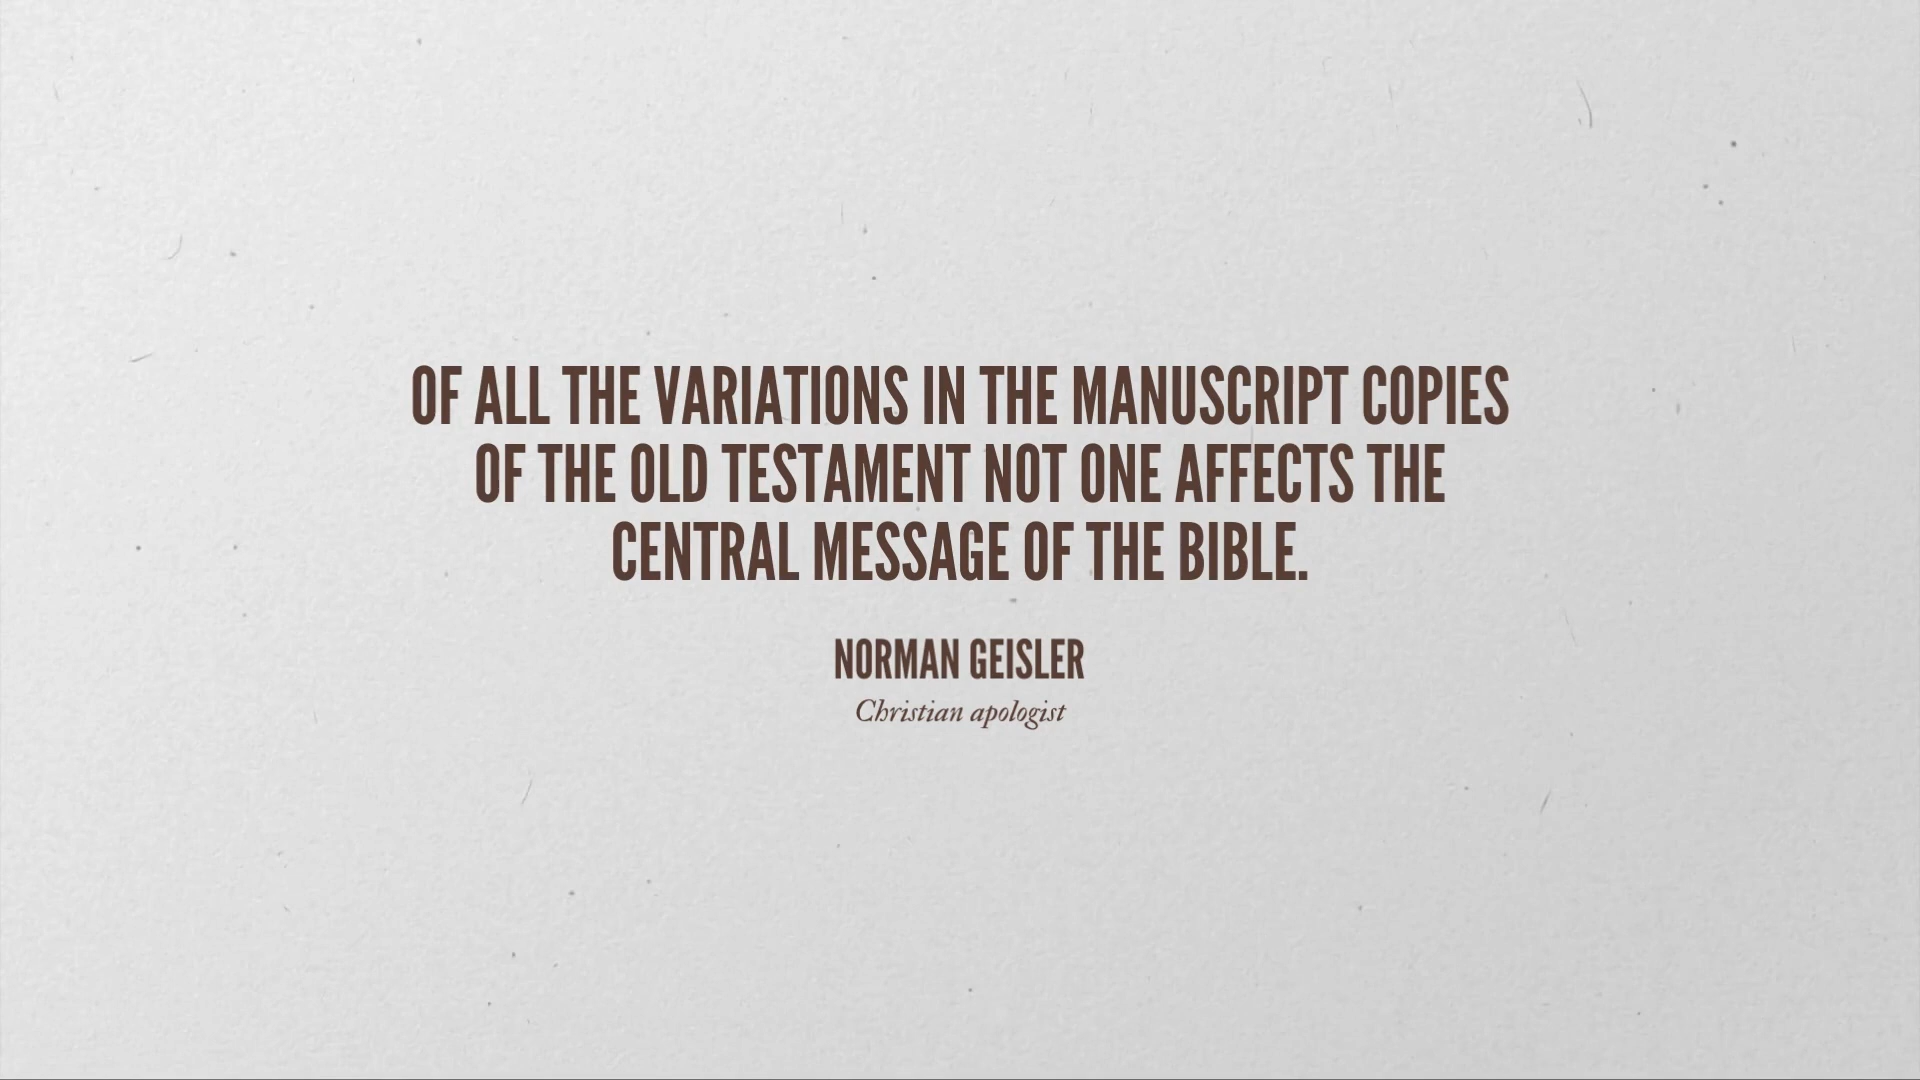 OF ALL THE VARIATIONS IN THE MANUSCRIPT COPIES
OF THE OLD TESTAMENT NOT ONE AFFECTS THE
CENTRAL MESSAGE OF THE BIBLE.
NORMAN GEISLER
Christian apologist